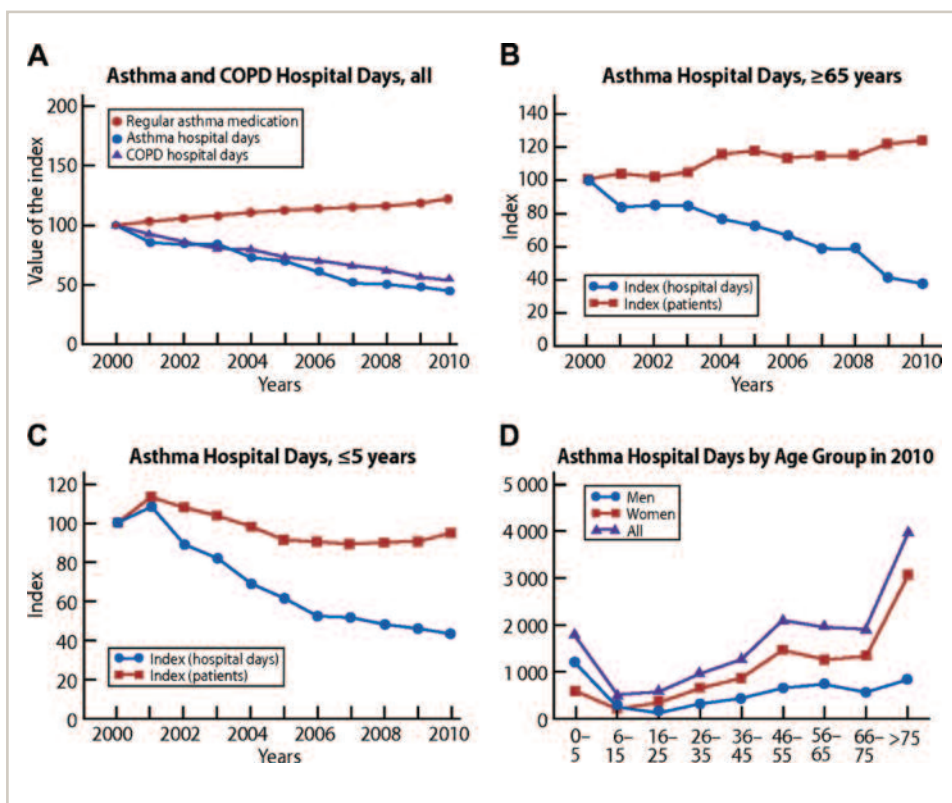 A
Asthma and COPD Hospital Days, all
200
150
100
50
0
Value of the index
Regular asthma medication
Asthma hospital days
COPD hospital days
2000 2002 2004 2006 2008 2010
Years
B
Asthma Hospital Days, ≥65 years
140
120
100
80
60
40
20
0
Index
Index (hospital days)
Index (patients)
2000 2002 2004 2006 2008 2010
Years
C
Asthma Hospital Days, ≤5 years
120
100
80
60
40
20
0
Index
Index (hospital days)
Index (patients)
2000 2002 2004 2006 2008 2010
Years
D
Asthma Hospital Days by Age Group in 2010
5 000
4 000
3 000
2 000
1 000
0
Men
Women
All
0– 6– 16– 26– 36– 46– 56– 66– >75
5 15 25 35 45 55 65 75